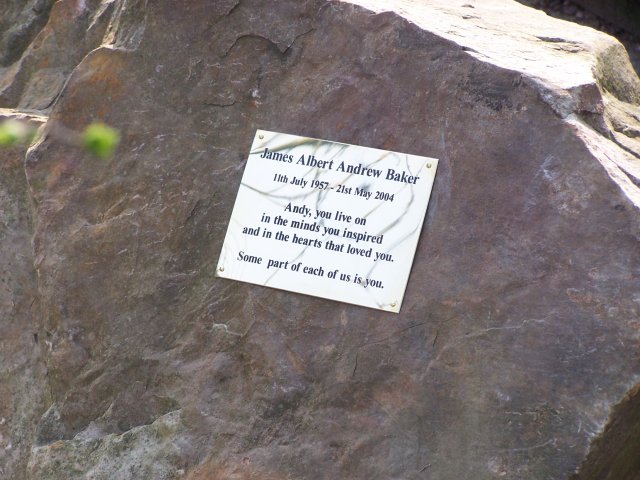 James Albert Andrew Baker
11th July 1957 - 21st May 2004
Andy, you live on
in the minds you inspired
and in the hearts that loved you.
Some part of each of us is you.